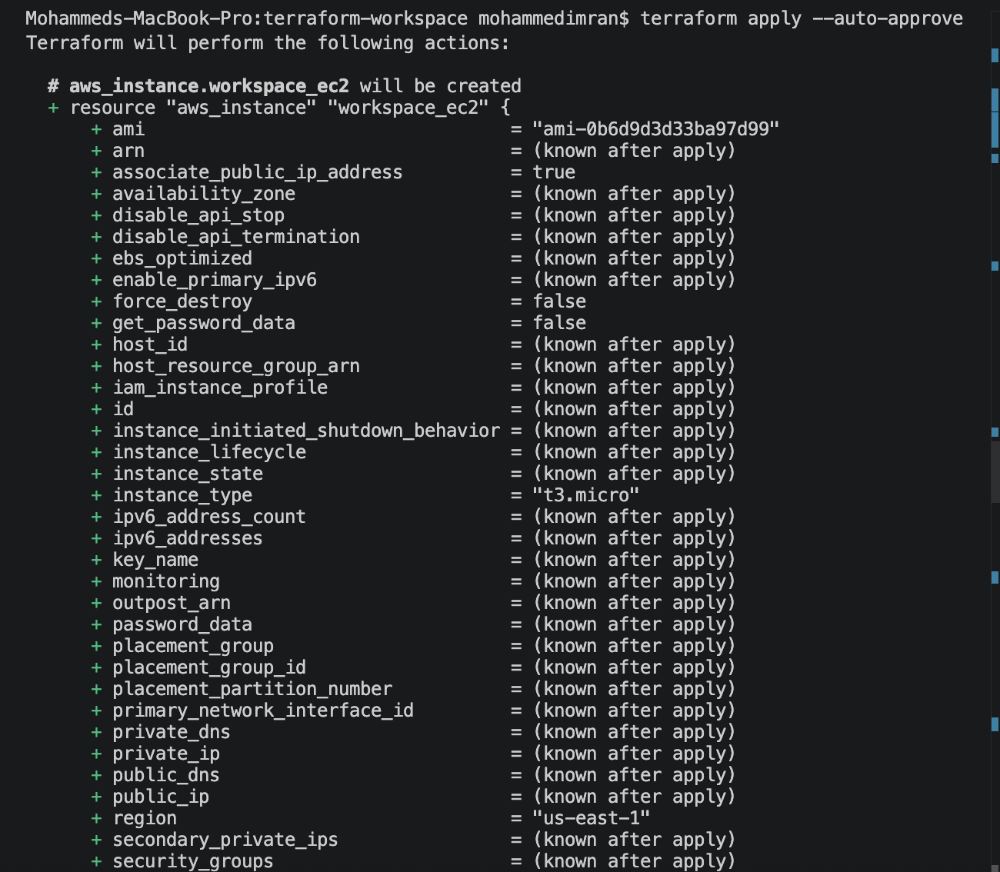 Mohammeds-MacBook-Pro:terraform-workspace mohammedimran$ terraform apply --auto-approve
Terraform will perform the following actions:
# aws_instance.workspace_ec2 will be created
+ resource "aws_instance" "workspace_ec2" {
+ ami = "ami-0b6d9d3d33ba97d99"
+ arn = (known after apply)
+ associate_public_ip_address = true
+ availability_zone = (known after apply)
+ disable_api_stop = (known after apply)
+ disable_api_termination = (known after apply)
+ ebs_optimized = (known after apply)
+ enable_primary_ipv6 = (known after apply)
+ force_destroy = false
+ get_password_data = false
+ host_id = (known after apply)
+ host_resource_group_arn = (known after apply)
+ iam_instance_profile = (known after apply)
+ id = (known after apply)
+ instance_initiated_shutdown_behavior = (known after apply)
+ instance_lifecycle = (known after apply)
+ instance_state = (known after apply)
+ instance_type = "t3.micro"
+ ipv6_address_count = (known after apply)
+ ipv6_addresses = (known after apply)
+ key_name = (known after apply)
+ monitoring = (known after apply)
+ outpost_arn = (known after apply)
+ password_data = (known after apply)
+ placement_group = (known after apply)
+ placement_group_id = (known after apply)
+ placement_partition_number = (known after apply)
+ primary_network_interface_id = (known after apply)
+ private_dns = (known after apply)
+ private_ip = (known after apply)
+ public_dns = (known after apply)
+ public_ip = (known after apply)
+ region = "us-east-1"
+ secondary_private_ips = (known after apply)
+ security_groups = (known after apply)